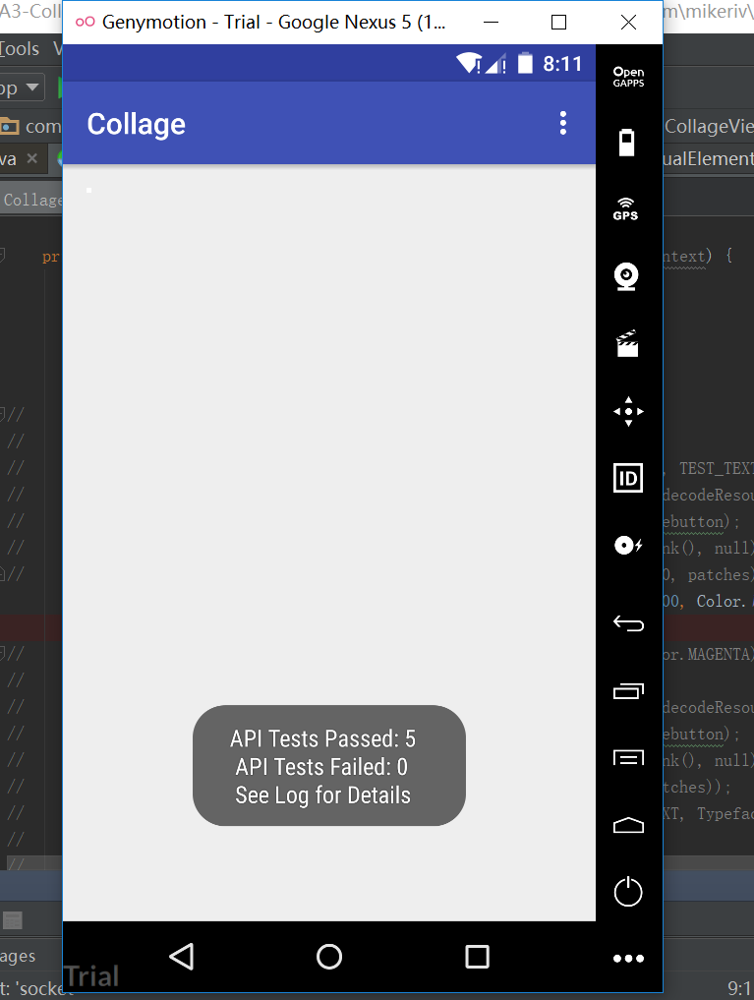 A3-Coll
Genymotion - Trial - Google Nexus 5 (1...
m\mikeriv\
Tools V
8:11
Open
GAPPS
pp
com
Collage
CollageVie
va
ualElement
Collage
GPS
pr
ntext) {
//
//
// , TEST_TEXT
// decodeResou
// ID
// ebutton);
// nk(), null)
// 0, patches)
00, Color.
// or.MAGENTA)
//
// decodeResou
API Tests Passed: 5
// ebutton);
API Tests Failed: 0
// nk(), null)
See Log for Details
// tches));
// XT, Typefac
//
//
ages
Trial
t: 'socket
9:1